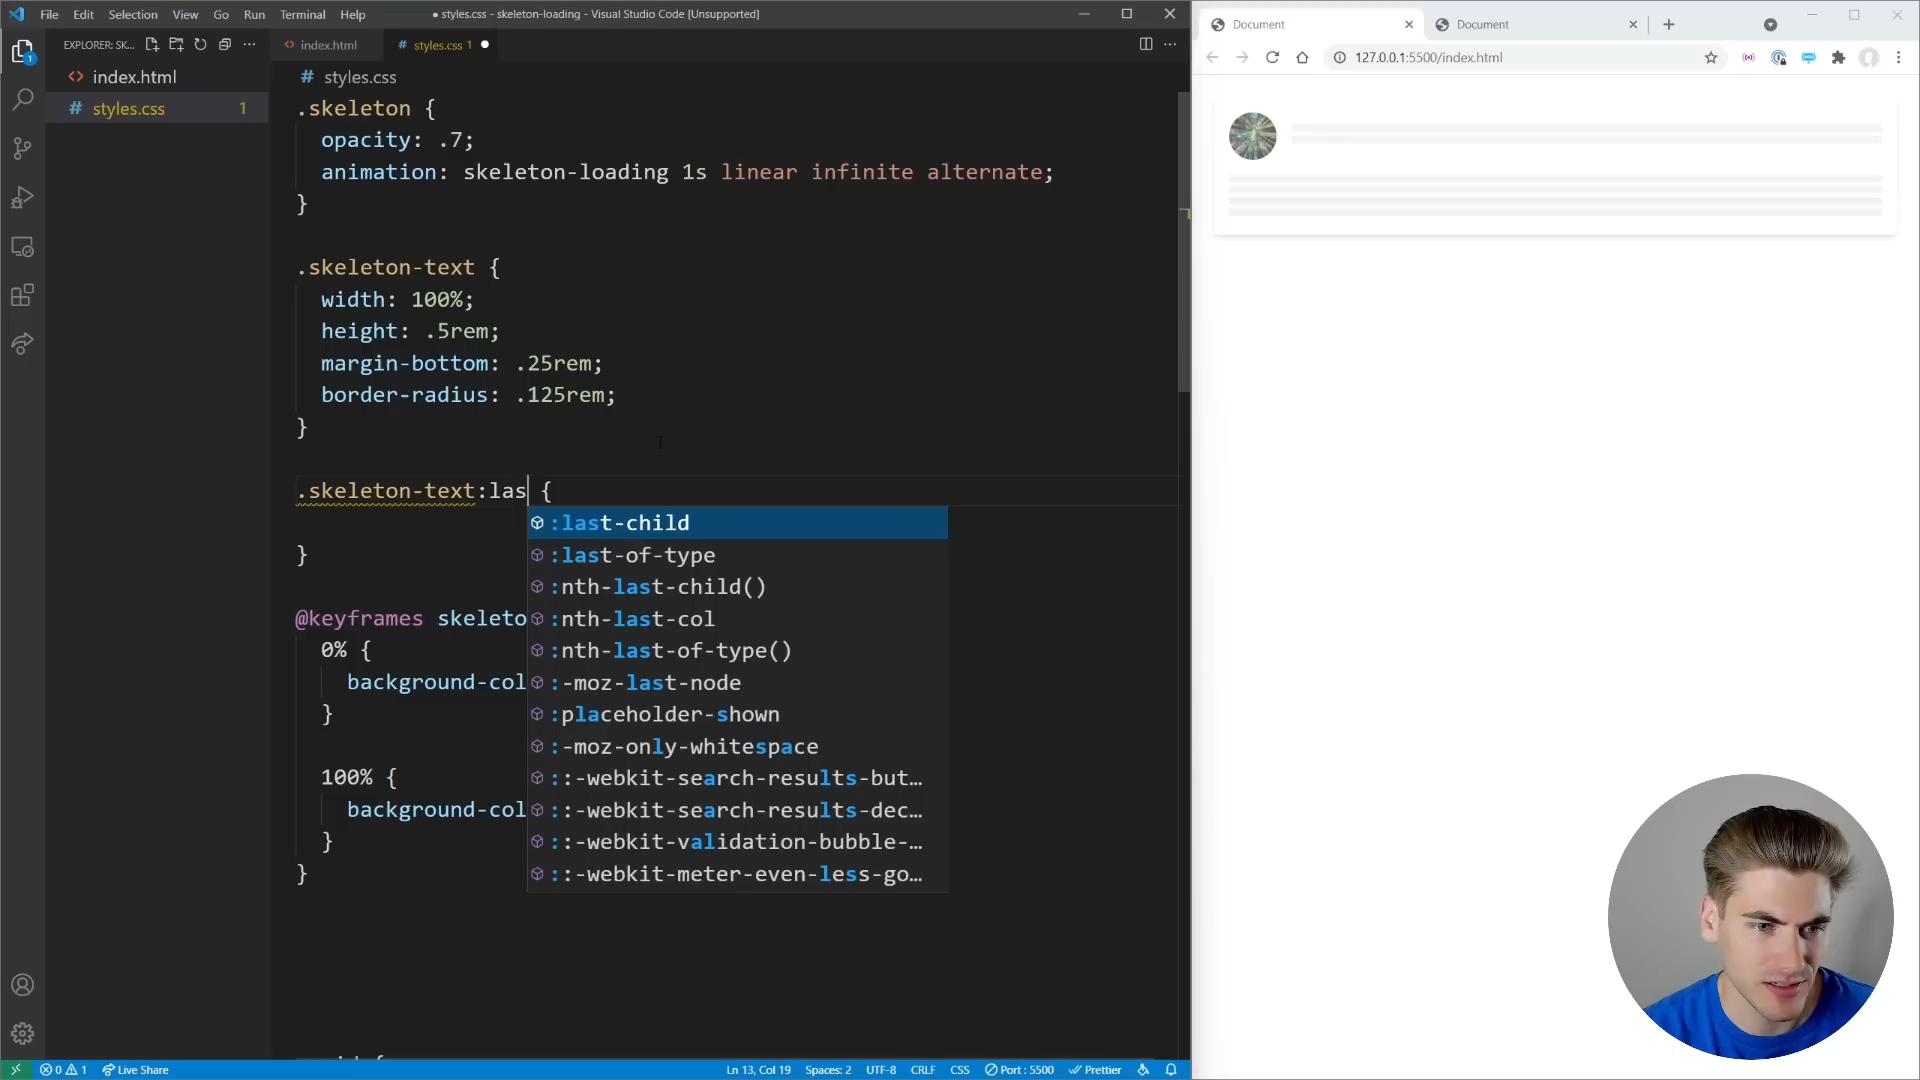 File Edit Selection View Go Run Terminal Help
● styles.css - skeleton-loading - Visual Studio Code [Unsupported]
EXPLORER: SK...
index.html
# styles.css 1
index.html
# styles.css 1
# styles.css
.skeleton {
opacity: .7;
animation: skeleton-loading 1s linear infinite alternate;
}
.skeleton-text {
width: 100%;
height: .5rem;
margin-bottom: .25rem;
border-radius: .125rem;
}
.skeleton-text:las {
:last-child
:last-of-type
:nth-last-child()
:nth-last-col
:nth-last-of-type()
:-moz-last-node
:placeholder-shown
:-moz-only-whitespace
::-webkit-search-results-but…
::-webkit-search-results-dec…
::-webkit-validation-bubble-…
::-webkit-meter-even-less-go…
}
@keyframes skeleto
0% {
background-col
}
100% {
background-col
}
}
0 1 Live Share
Ln 13, Col 19 Spaces: 2 UTF-8 CRLF CSS Port : 5500 Prettier
Document
Document
127.0.0.1:5500/index.html
1